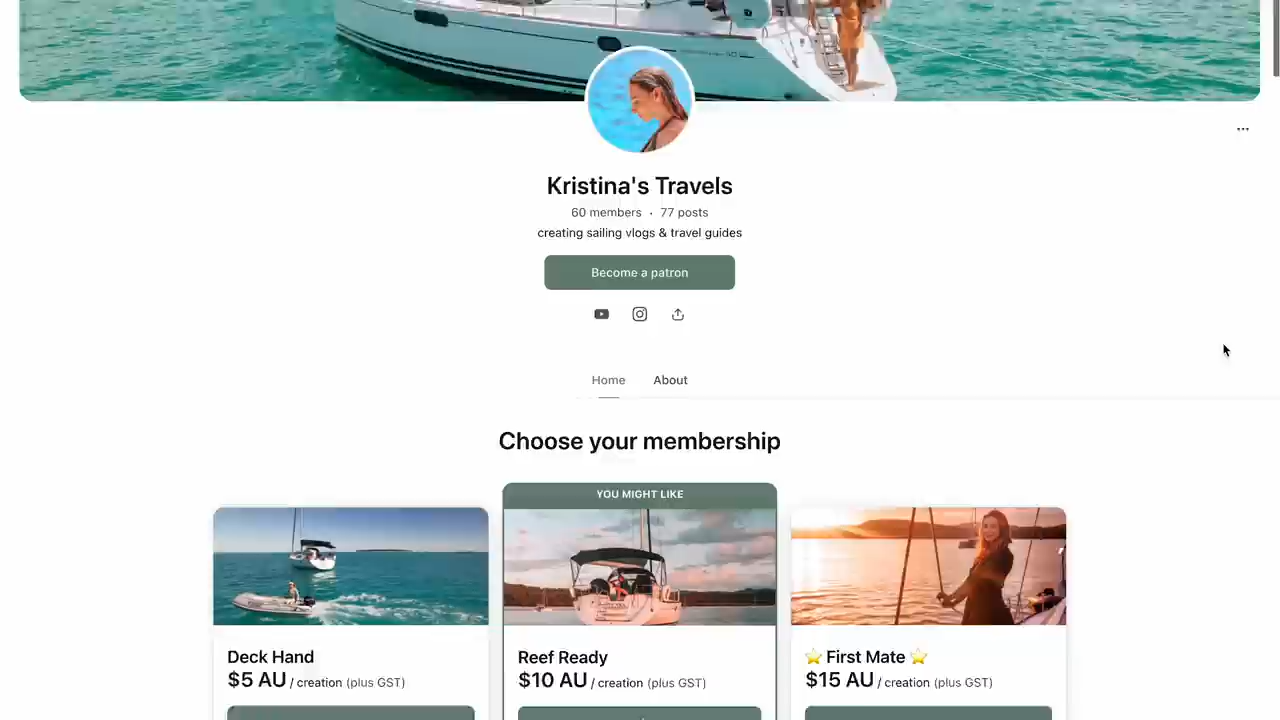 Kristina's Travels
60 members · 77 posts
creating sailing vlogs & travel guides
Become a patron
Home
About
Choose your membership
YOU MIGHT LIKE
Deck Hand
$5 AU / creation (plus GST)
Reef Ready
$10 AU / creation (plus GST)
⭐ First Mate ⭐
$15 AU / creation (plus GST)